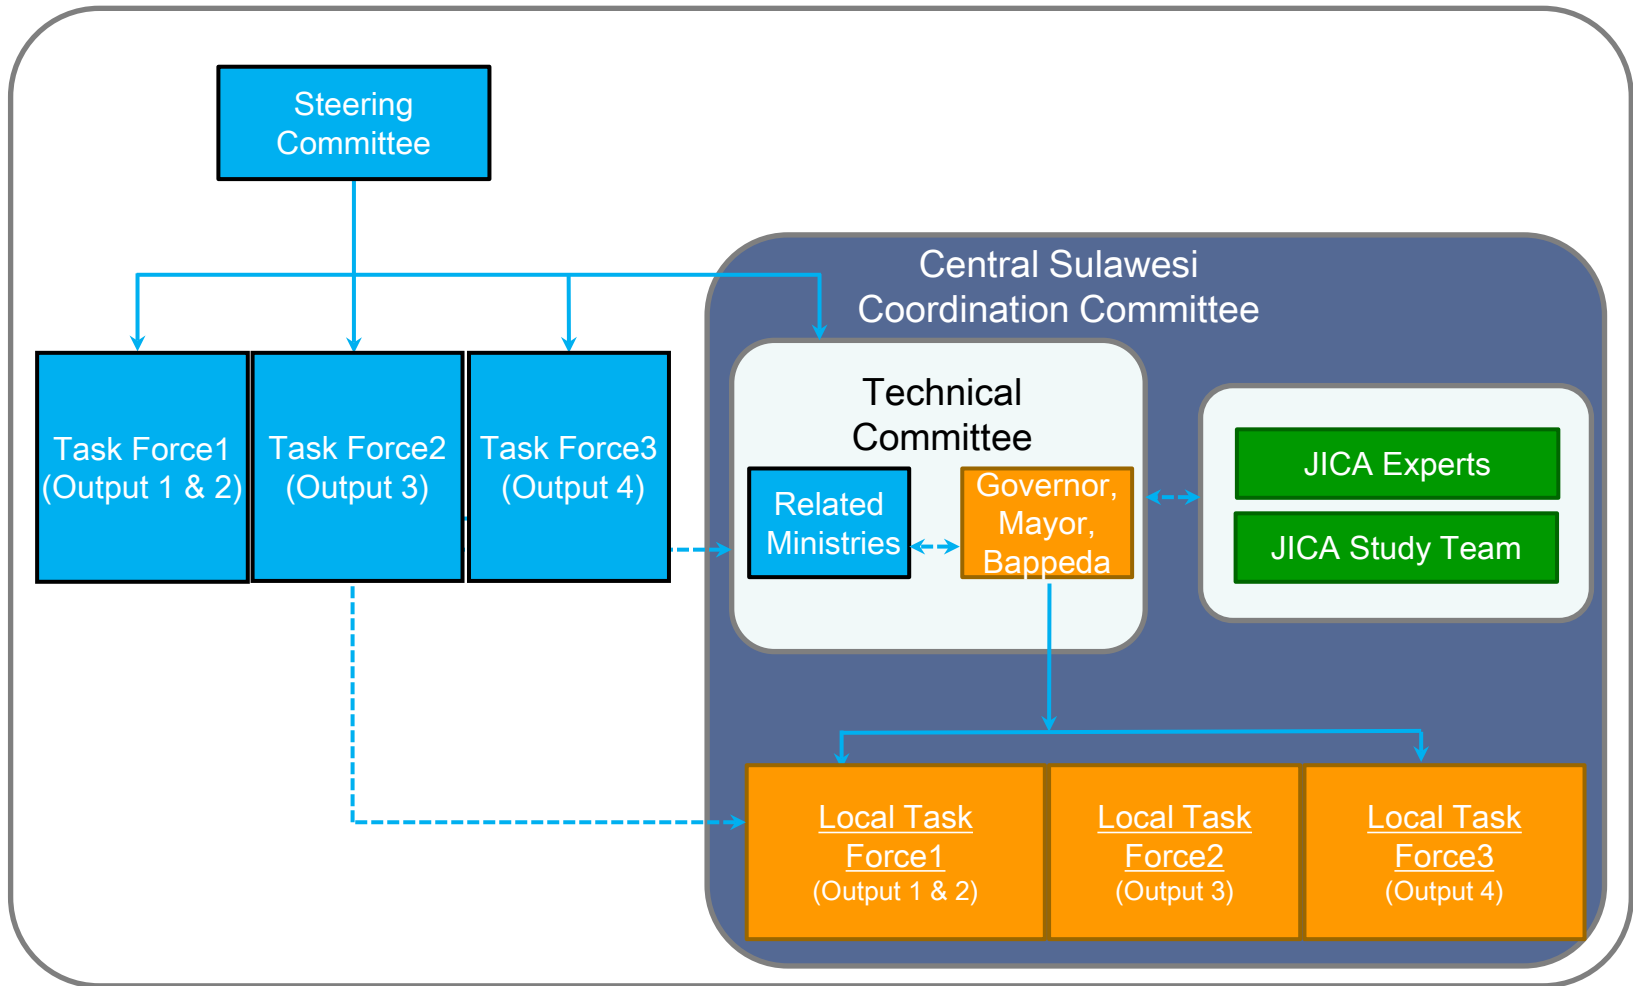 Steering
Committee
Central Sulawesi
Coordination Committee
Task Force1
(Output 1 & 2)
Task Force2
(Output 3)
Task Force3
(Output 4)
Technical
Committee
Related
Ministries
Governor,
Mayor,
Bappeda
JICA Experts
JICA Study Team
Local Task
Force1
(Output 1 & 2)
Local Task
Force2
(Output 3)
Local Task
Force3
(Output 4)